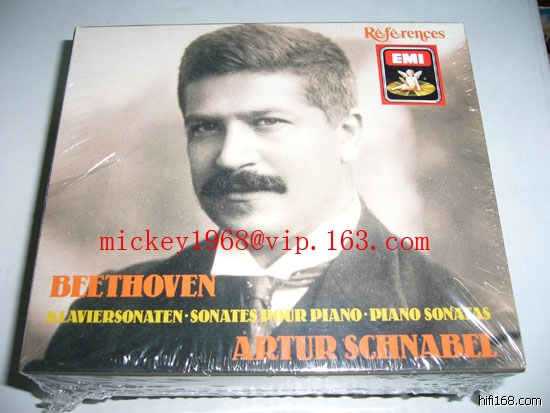 Références
EMI
mickey1968@vip.163.com
BEETHOVEN
KLAVIERSONATEN · SONATES POUR PIANO · PIANO SONATAS
ARTUR SCHNABEL
hifi168.com